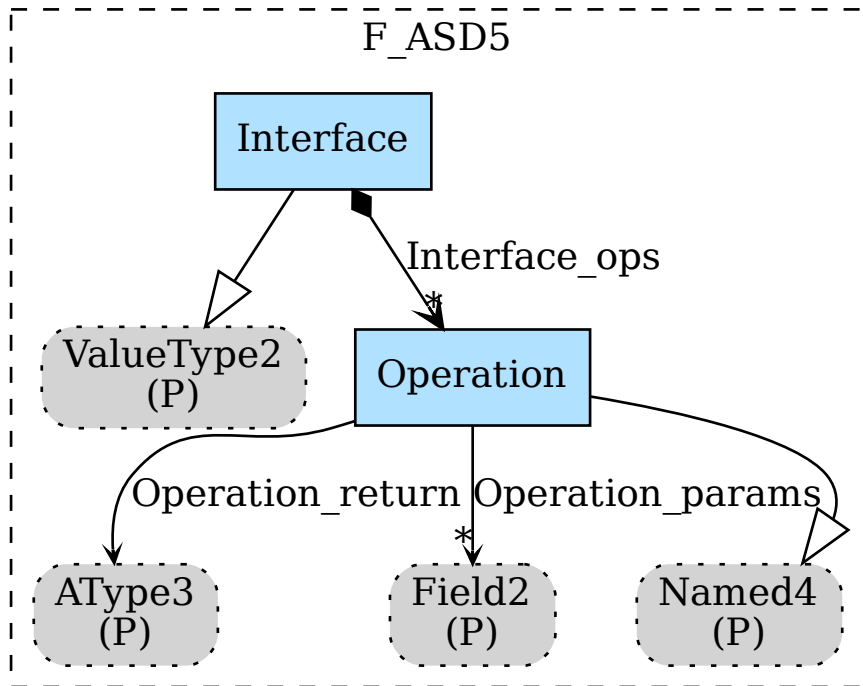 F_ASD5
Interface
Interface_ops
*
ValueType2
(P)
Operation
Operation_return
Operation_params
*
AType3
(P)
Field2
(P)
Named4
(P)